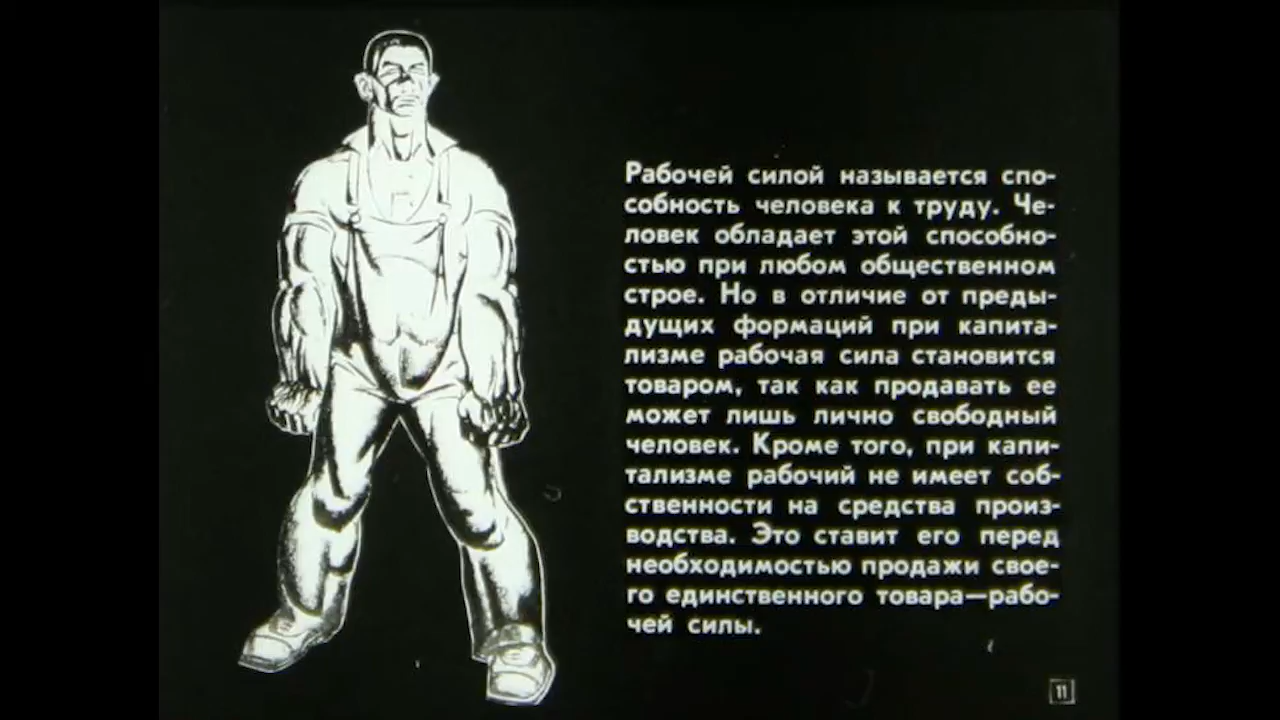 Рабочей силой называется спо-
собность человека к труду. Че-
ловек обладает этой способно-
стью при любом общественном
строе. Но в отличие от преды-
дущих формаций при капита-
лизме рабочая сила становится
товаром, так как продавать ее
может лишь лично свободный
человек. Кроме того, при капи-
тализме рабочий не имеет соб-
ственности на средства произ-
водства. Это ставит его перед
необходимостью продажи свое-
го единственного товара—рабо-
чей силы.
11